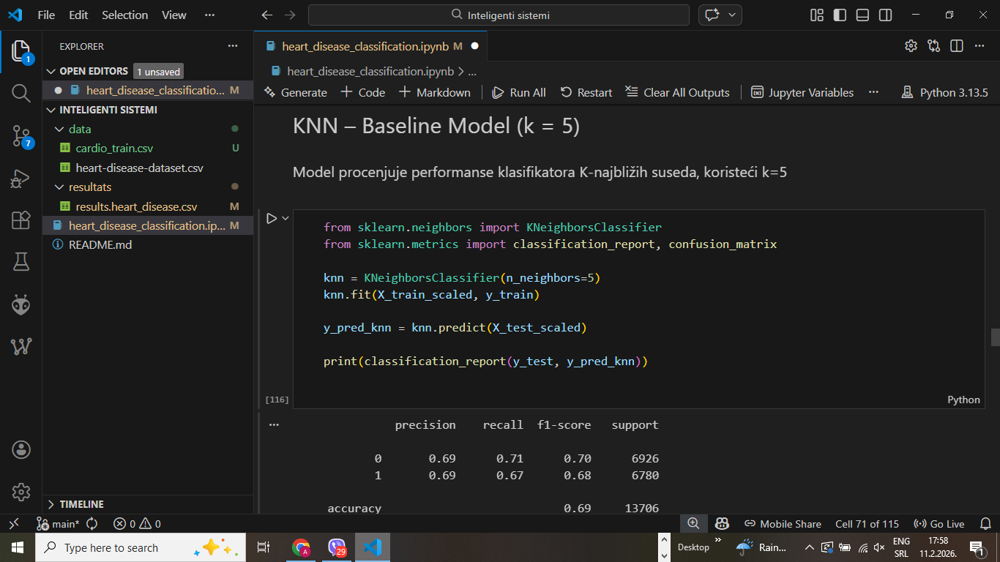 File Edit Selection View ···
Inteligenti sistemi
EXPLORER ···
1
OPEN EDITORS 1 unsaved
heart_disease_classificatio... M
INTELIGENTI SISTEMI
data
cardio_train.csv U
heart-disease-dataset.csv
resultats
results.heart_disease.csv M
heart_disease_classification.ip... M
README.md
7
TIMELINE
heart_disease_classification.ipynb M
heart_disease_classification.ipynb > ...
Generate + Code + Markdown Run All Restart Clear All Outputs Jupyter Variables ··· Python 3.13.5
KNN – Baseline Model (k = 5)
Model procenjuje performanse klasifikatora K-najbližih suseda, koristeći k=5
from sklearn.neighbors import KNeighborsClassifier
from sklearn.metrics import classification_report, confusion_matrix
knn = KNeighborsClassifier(n_neighbors=5)
knn.fit(X_train_scaled, y_train)
y_pred_knn = knn.predict(X_test_scaled)
print(classification_report(y_test, y_pred_knn))
[116] Python
··· precision recall f1-score support
0 0.69 0.71 0.70 6926
1 0.69 0.67 0.68 6780
accuracy 0.69 13706
main* 0 0 Mobile Share Cell 71 of 115 Go Live
Type here to search
A
29
Desktop » Rain... ENG 17:58
SRL 11.2.2026. 1